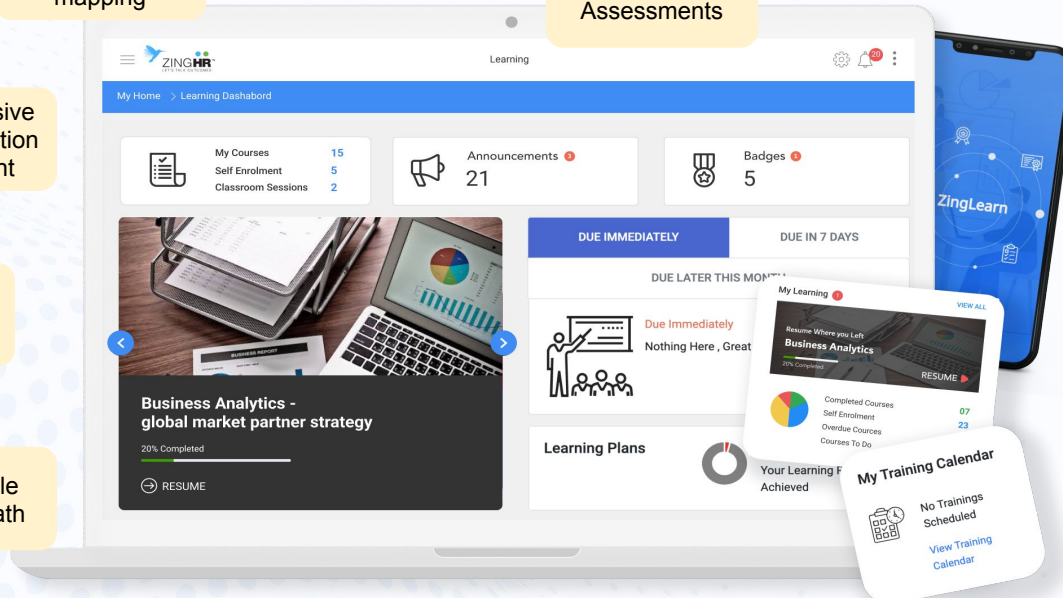 mapping
Assessments
sive
tion
nt
le
ath
ZINGHR
LET'S TALK OUTCOMES
Learning
20
My Home > Learning Dashabord
My Courses 15
Self Enrolment 5
Classroom Sessions 2
Announcements
21
Badges
5
BUSINESS REPORT
Business Analytics -
global market partner strategy
20% Completed
RESUME
DUE IMMEDIATELY
DUE IN 7 DAYS
DUE LATER THIS MONTH
Due Immediately
Nothing Here , Great
Learning Plans
Your Learning
Achieved
My Learning
VIEW ALL
Resume Where you Left
Business Analytics
20% Completed
RESUME
Completed Courses 07
Self Enrolment 23
Overdue Cources
Courses To Do
My Training Calendar
No Trainings
Scheduled
View Training
Calendar
ZingLearn